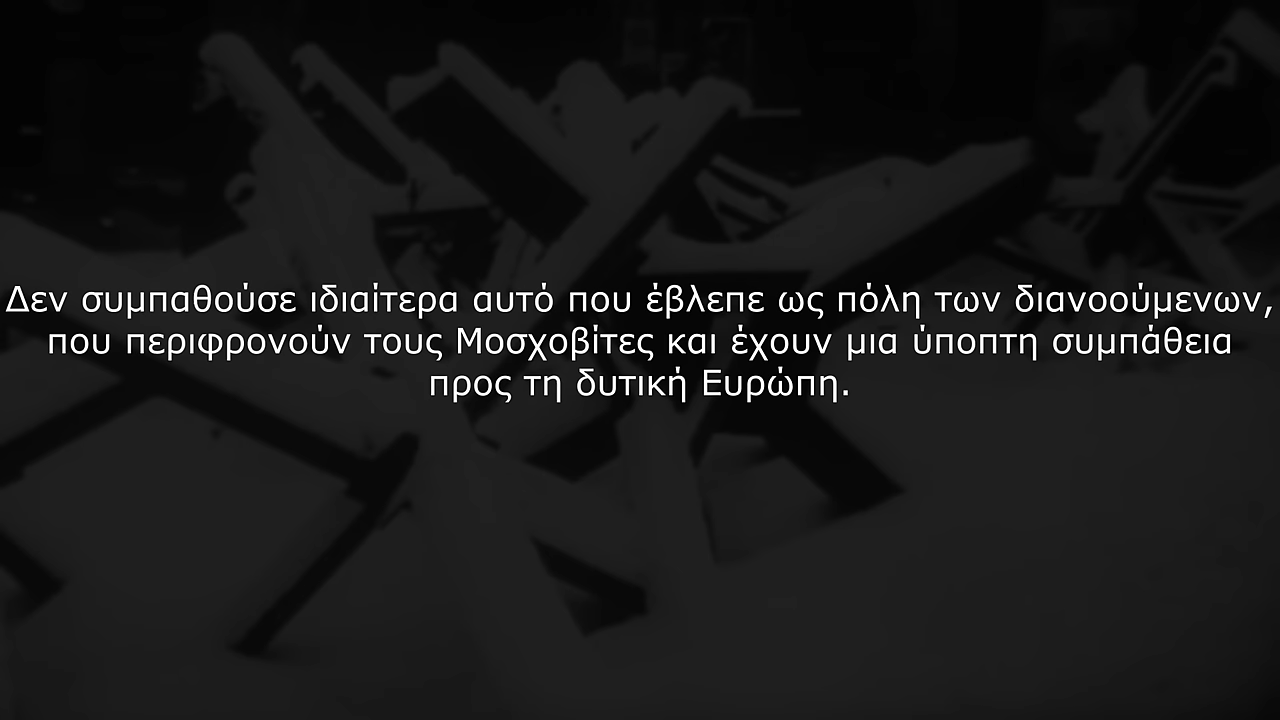 Δεν συμπαθούσε ιδιαίτερα αυτό που έβλεπε ως πόλη των διανοούμενων,
που περιφρονούν τους Μοσχοβίτες και έχουν μια ύποπτη συμπάθεια
προς τη δυτική Ευρώπη.